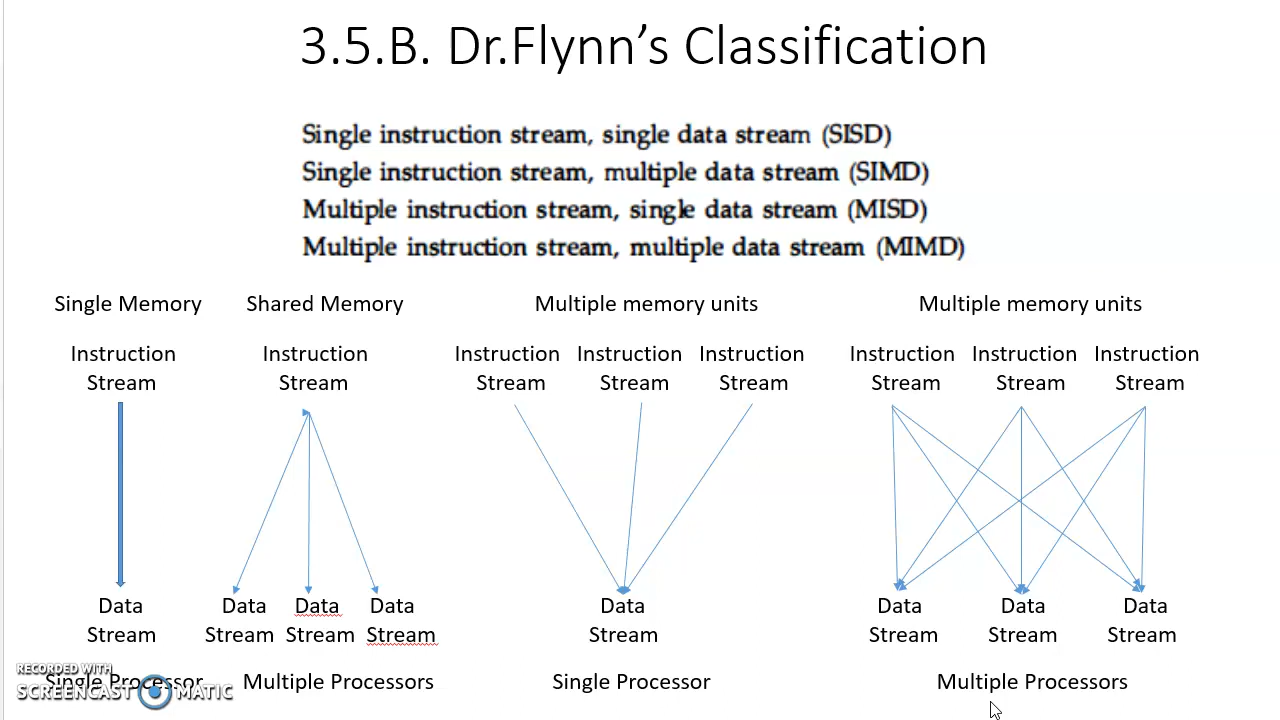 3.5.B. Dr.Flynn's Classification
Single instruction stream, single data stream (SISD)
Single instruction stream, multiple data stream (SIMD)
Multiple instruction stream, single data stream (MISD)
Multiple instruction stream, multiple data stream (MIMD)
Single Memory Shared Memory Multiple memory units Multiple memory units
Instruction Instruction Instruction Instruction Instruction Instruction Instruction Instruction
Stream Stream Stream Stream Stream Stream Stream Stream
Data Data Data Data Data Data Data Data
Stream Stream Stream Stream Stream Stream Stream Stream
RECORDED WITH
Single Processor Multiple Processors Single Processor Multiple Processors
SCREENCAST MATIC